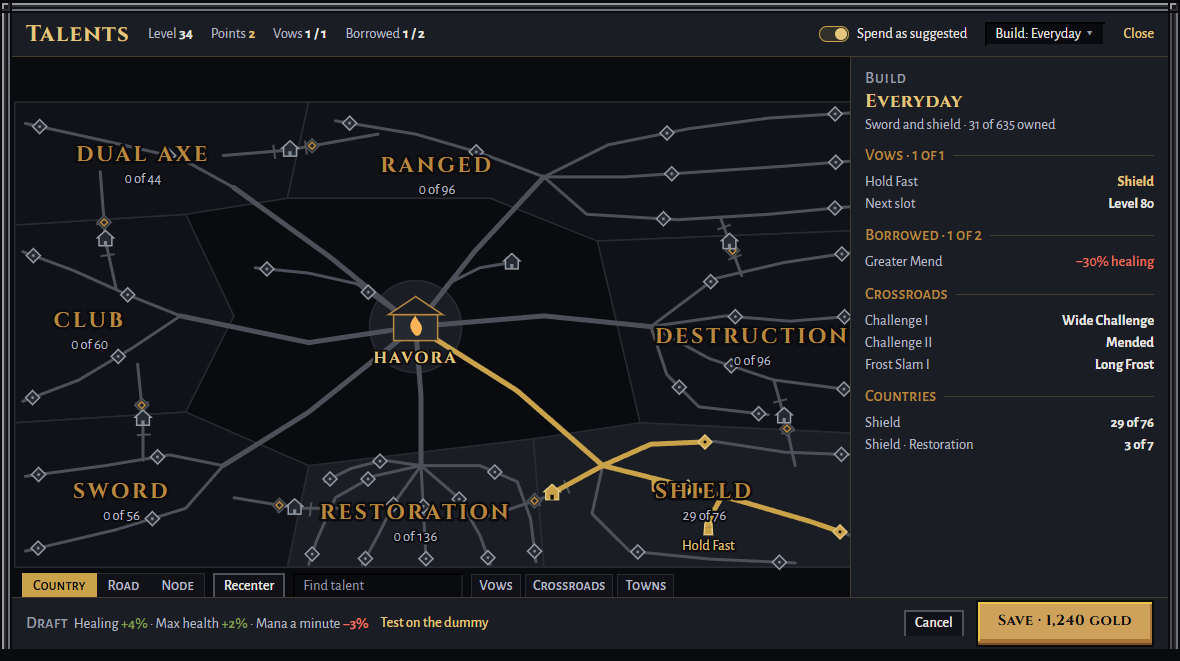 Talents Level 34 Points 2 Vows 1 / 1 Borrowed 1 / 2 Spend as suggested Build: Everyday ▾ Close
DUAL AXE
0 of 44
RANGED
0 of 96
CLUB
0 of 60
HAVORA
DESTRUCTION
0 of 96
SWORD
0 of 56
RESTORATION
0 of 136
SHIELD
29 of 76
Hold Fast
Country Road Node Recenter Find talent Vows Crossroads Towns
Build
Everyday
Sword and shield · 31 of 635 owned
Vows · 1 of 1
Hold Fast Shield
Next slot Level 80
Borrowed · 1 of 2
Greater Mend −30% healing
Crossroads
Challenge I Wide Challenge
Challenge II Mended
Frost Slam I Long Frost
Countries
Shield 29 of 76
Shield · Restoration 3 of 7
Draft Healing +4% · Max health +2% · Mana a minute −3% Test on the dummy Cancel Save · 1,240 gold